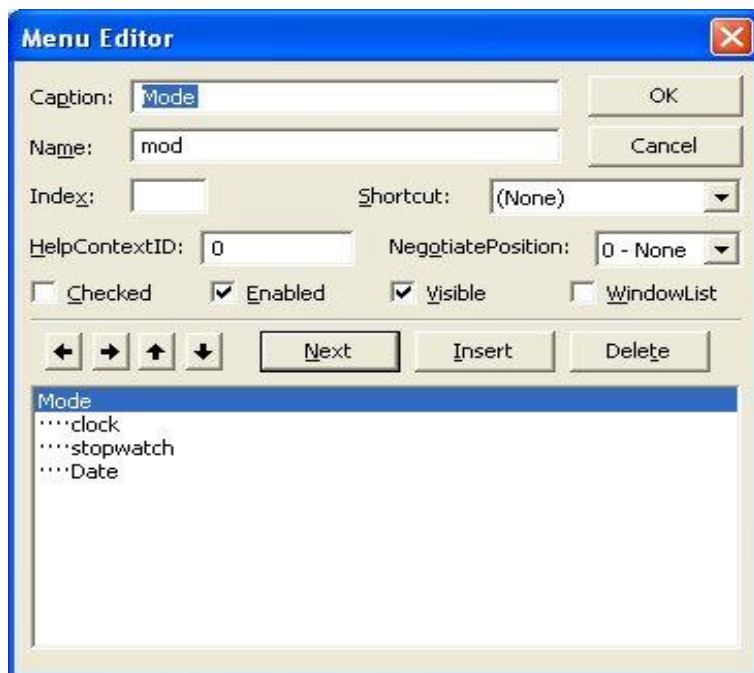 Menu Editor
Caption: Mode OK
Name: mod Cancel
Index: Shortcut: (None)
HelpContextID: 0 NegotiatePosition: 0 - None
Checked Enabled Visible WindowList
Next Insert Delete
Mode
····clock
····stopwatch
····Date